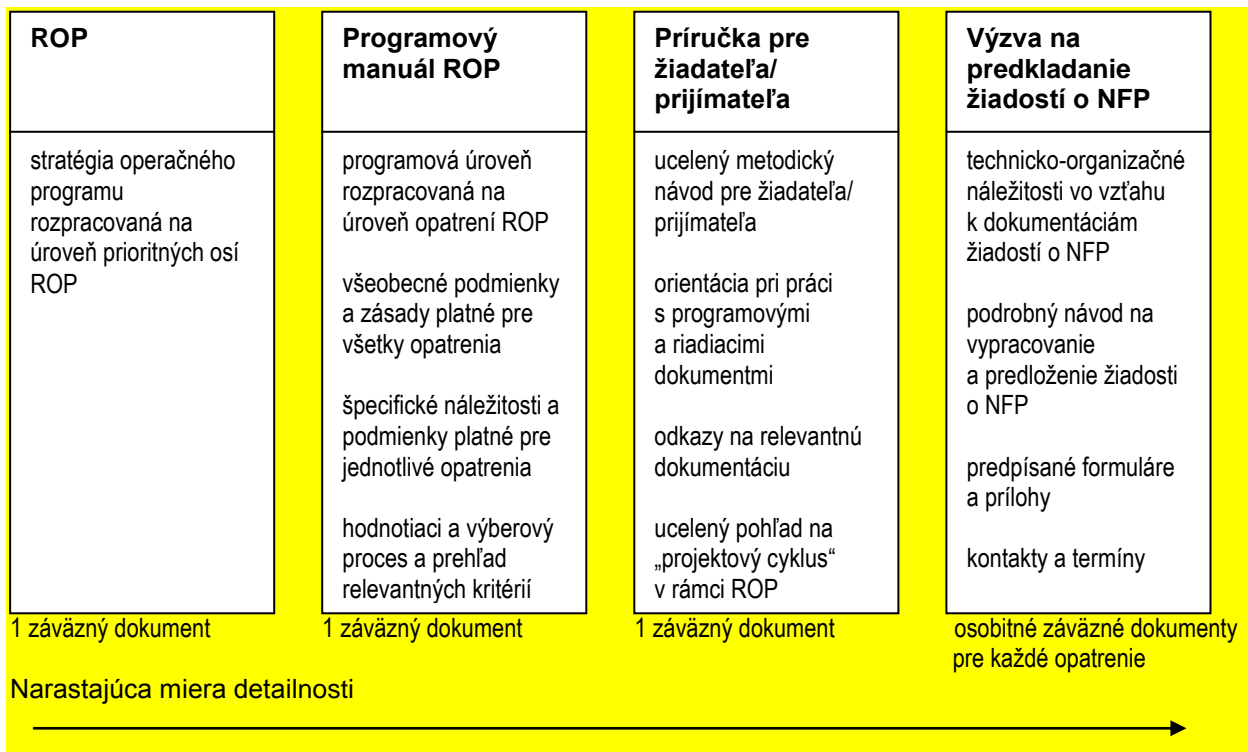 ROP
stratégia operačného
programu
rozpracovaná na
úroveň prioritných osí
ROP
1 záväzný dokument
Programový
manuál ROP
programová úroveň
rozpracovaná na
úroveň opatrení ROP
všeobecné podmienky
a zásady platné pre
všetky opatrenia
špecifické náležitosti a
podmienky platné pre
jednotlivé opatrenia
hodnotiaci a výberový
proces a prehľad
relevantných kritérií
1 záväzný dokument
Príručka pre
žiadateľa/
prijímateľa
ucelený metodický
návod pre žiadateľa/
prijímateľa
orientácia pri práci
s programovými
a riadiacimi
dokumentmi
odkazy na relevantnú
dokumentáciu
ucelený pohľad na
„projektový cyklus“
v rámci ROP
1 záväzný dokument
Výzva na
predkladanie
žiadostí o NFP
technicko-organizačné
náležitosti vo vzťahu
k dokumentáciám
žiadostí o NFP
podrobný návod na
vypracovanie
a predloženie žiadosti
o NFP
predpísané formuláre
a prílohy
kontakty a termíny
osobitné záväzné dokumenty
pre každé opatrenie
Narastajúca miera detailnosti